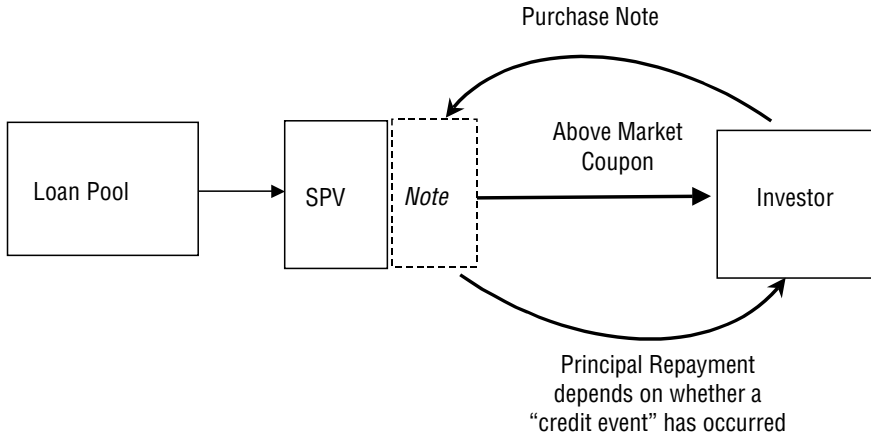 Purchase Note
Above Market
Coupon
Loan Pool
SPV
Note
Investor
Principal Repayment
depends on whether a
“credit event” has occurred